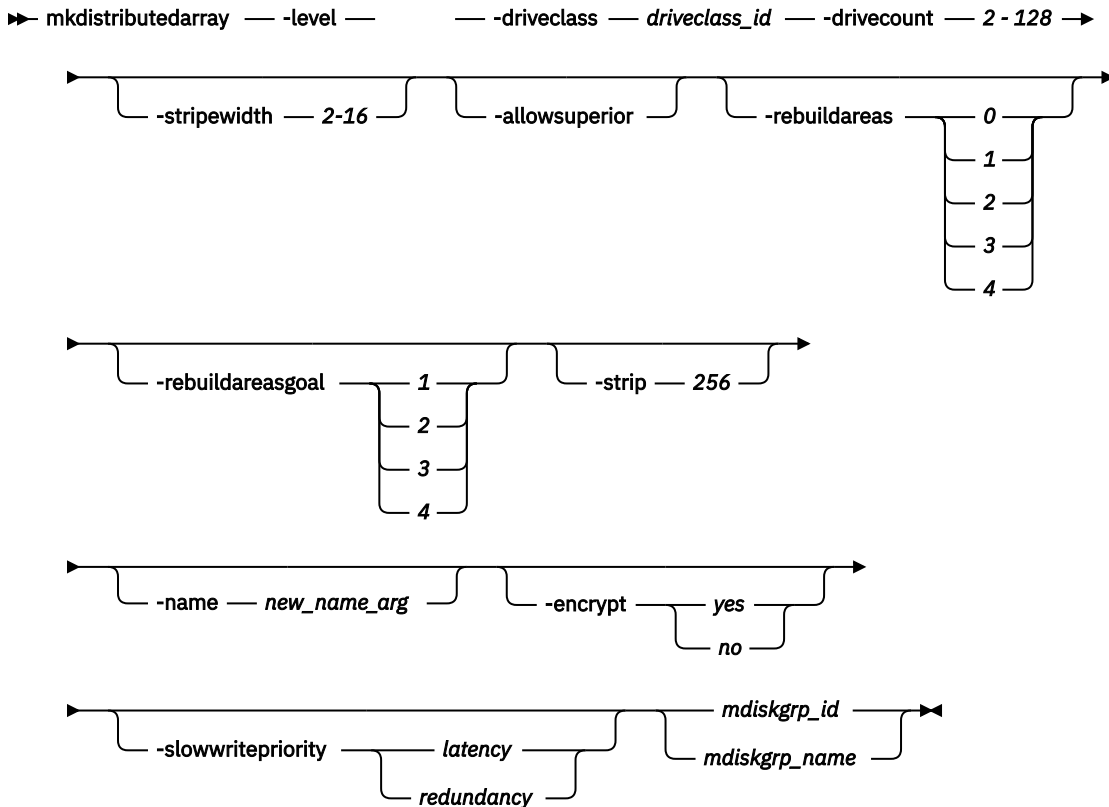 mkdistributedarray -level -driveclass driveclass_id -drivecount 2 - 128
-stripewidth 2-16 -allowsuperior -rebuildareas 0
1
2
3
4
-rebuildareasgoal 1 -strip 256
2
3
4
-name new_name_arg -encrypt yes
no
mdiskgrp_id
-slowwritepriority latency mdiskgrp_name
redundancy